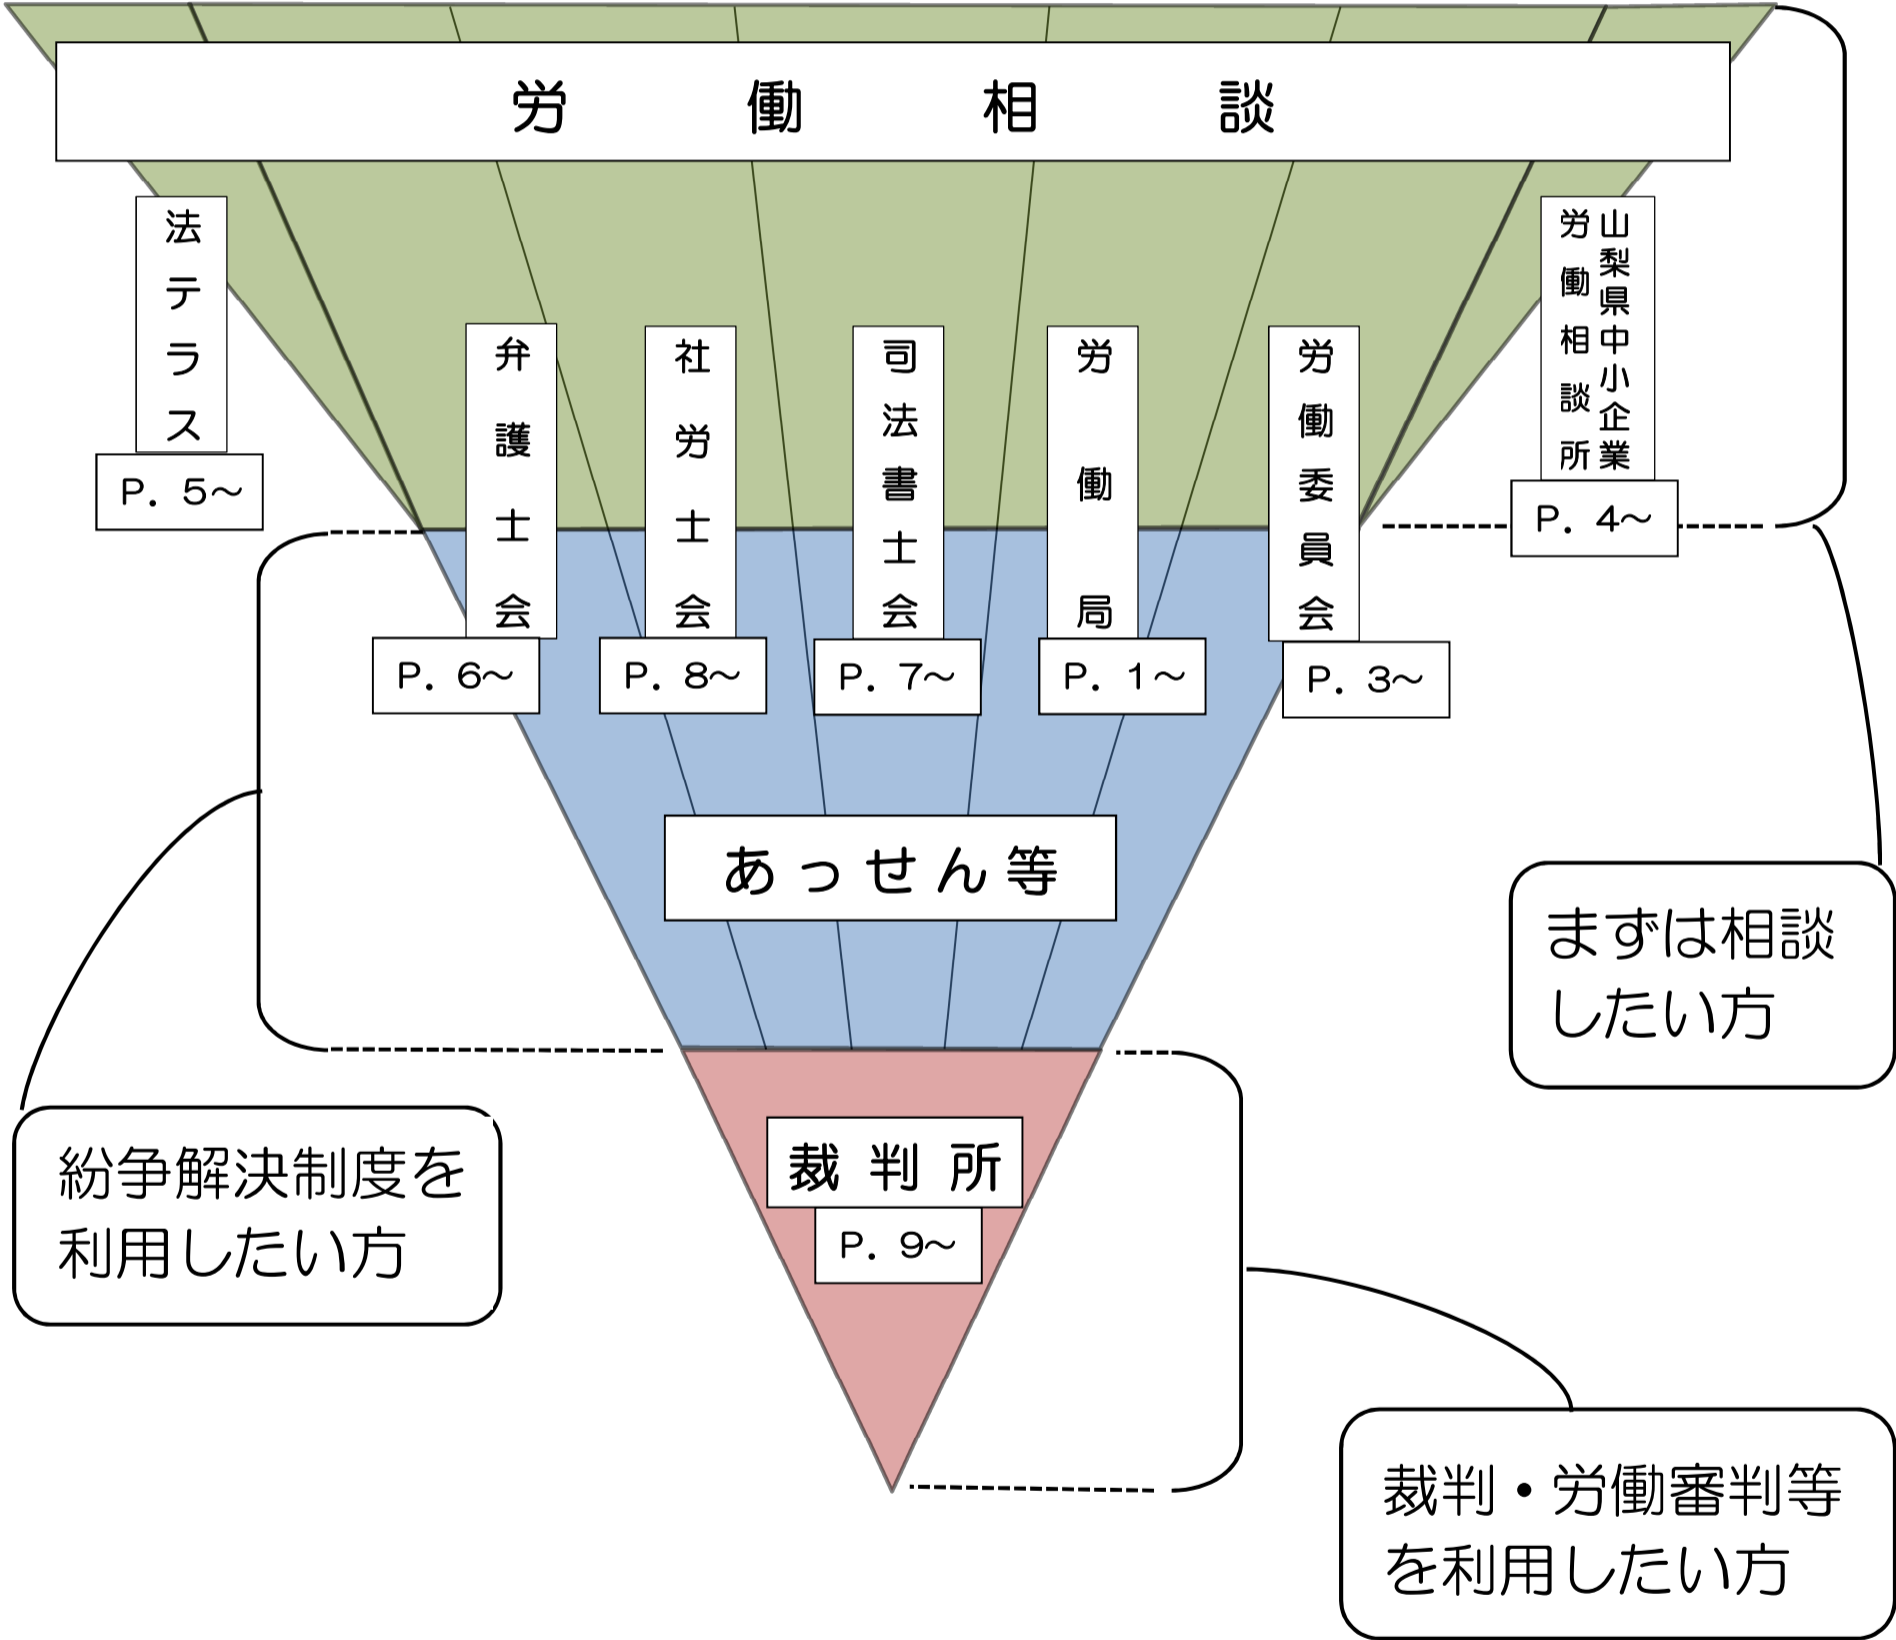 労働相談
法テラス
P．5～
弁護士会
P．6～
社労士会
P．8～
司法書士会
P．7～
労働局
P．1～
労働委員会
P．3～
山梨県中小企業
労働相談所
P．4～
あっせん等
まずは相談
したい方
紛争解決制度を
利用したい方
裁判所
P．9～
裁判・労働審判等
を利用したい方